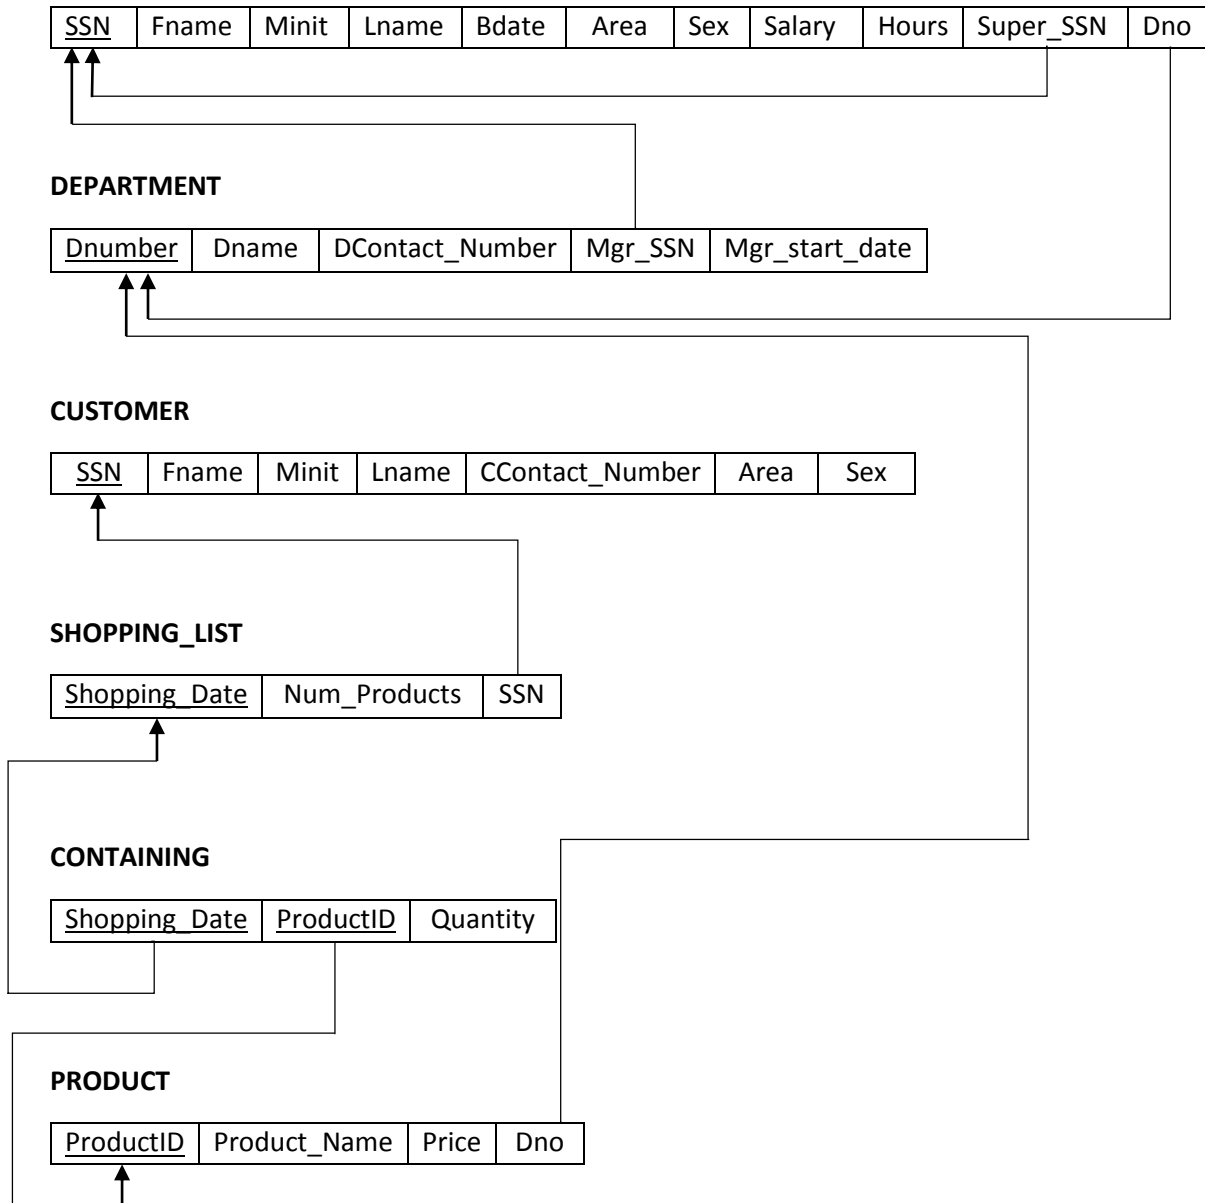 SSN Fname Minit Lname Bdate Area Sex Salary Hours Super_SSN Dno
DEPARTMENT
Dnumber Dname DContact_Number Mgr_SSN Mgr_start_date
CUSTOMER
SSN Fname Minit Lname CContact_Number Area Sex
SHOPPING_LIST
Shopping_Date Num_Products SSN
CONTAINING
Shopping_Date ProductID Quantity
PRODUCT
ProductID Product_Name Price Dno